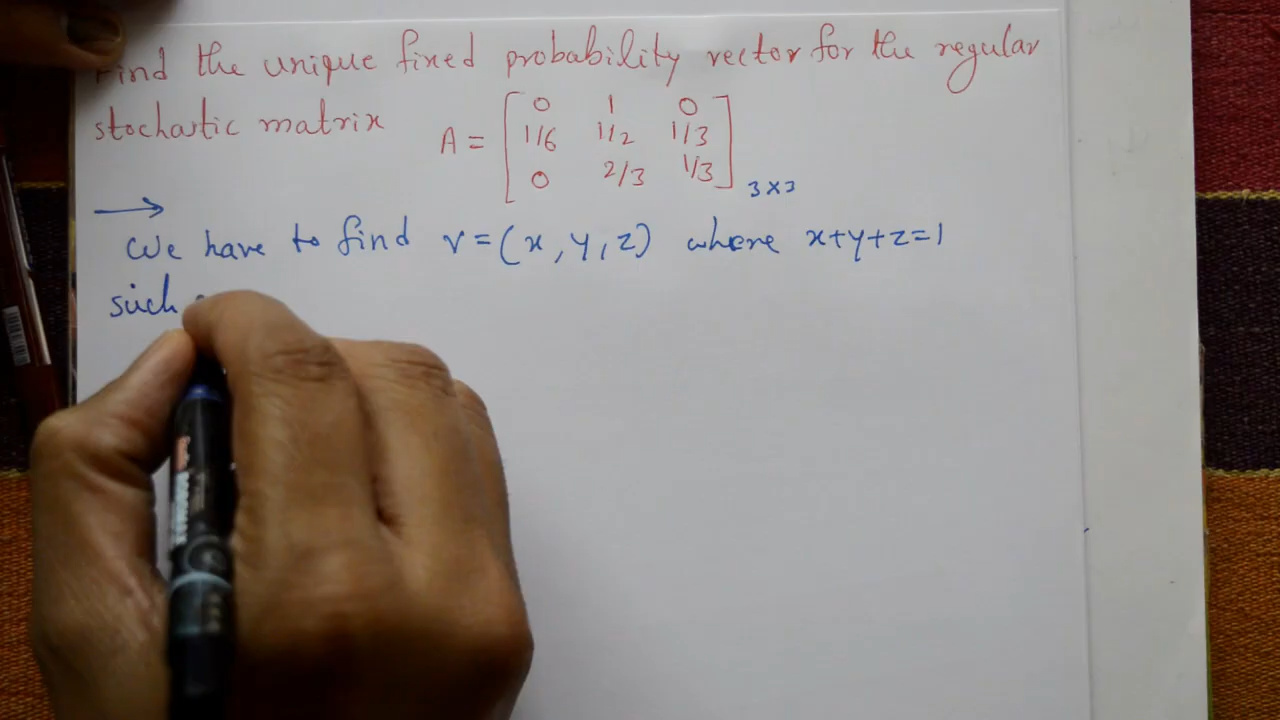 Find the unique fixed probability vector for the regular
stochastic matrix A = [ 0 1 0
1/6 1/2 1/3
0 2/3 1/3 ] 3×3
→
We have to find v=(x,y,z) where x+y+z=1
such